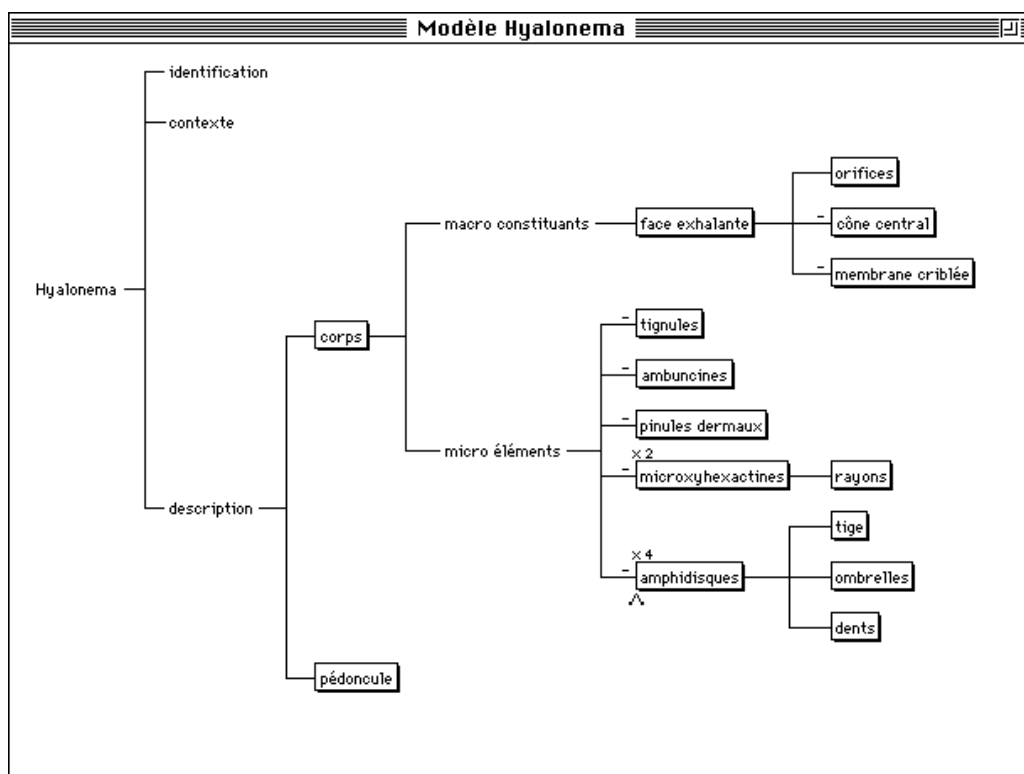 Modèle Hyalonema
identification
contexte
orifices
macro constituants
face exhalante
- cône central
- membrane criblée
Hyalonema
corps
- tignules
- ambuncines
- pinules dermaux
micro éléments
x 2
- microxyhexactines
rayons
description
tige
x 4
- amphidisques
ombrelles
dents
pédoncule